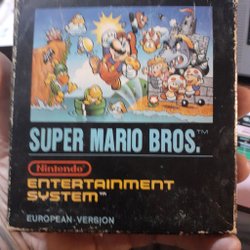 SUPER MARIO BROS.™
Nintendo
ENTERTAINMENT
SYSTEM™
EUROPEAN-VERSION